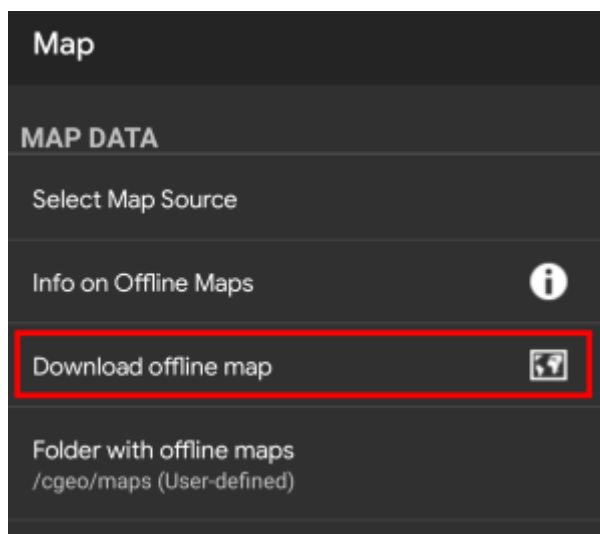 Map
MAP DATA
Select Map Source
Info on Offline Maps
Download offline map
Folder with offline maps
/cgeo/maps (User-defined)